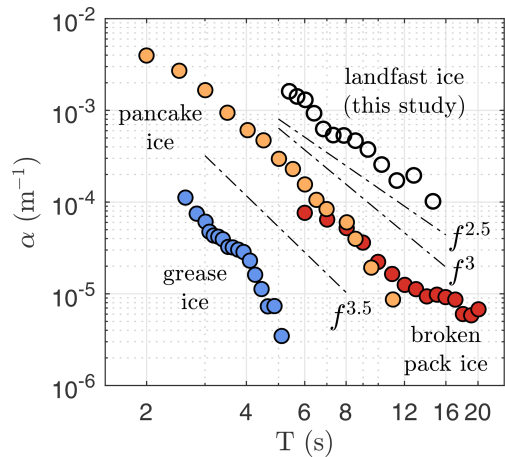 10⁻²
10⁻³
10⁻⁴
10⁻⁵
10⁻⁶
α (m⁻¹)
landfast ice
(this study)
pancake
ice
grease
ice
f^{2.5}
f^{3}
f^{3.5}
broken
pack ice
2 4 6 8 12 16 20
T (s)